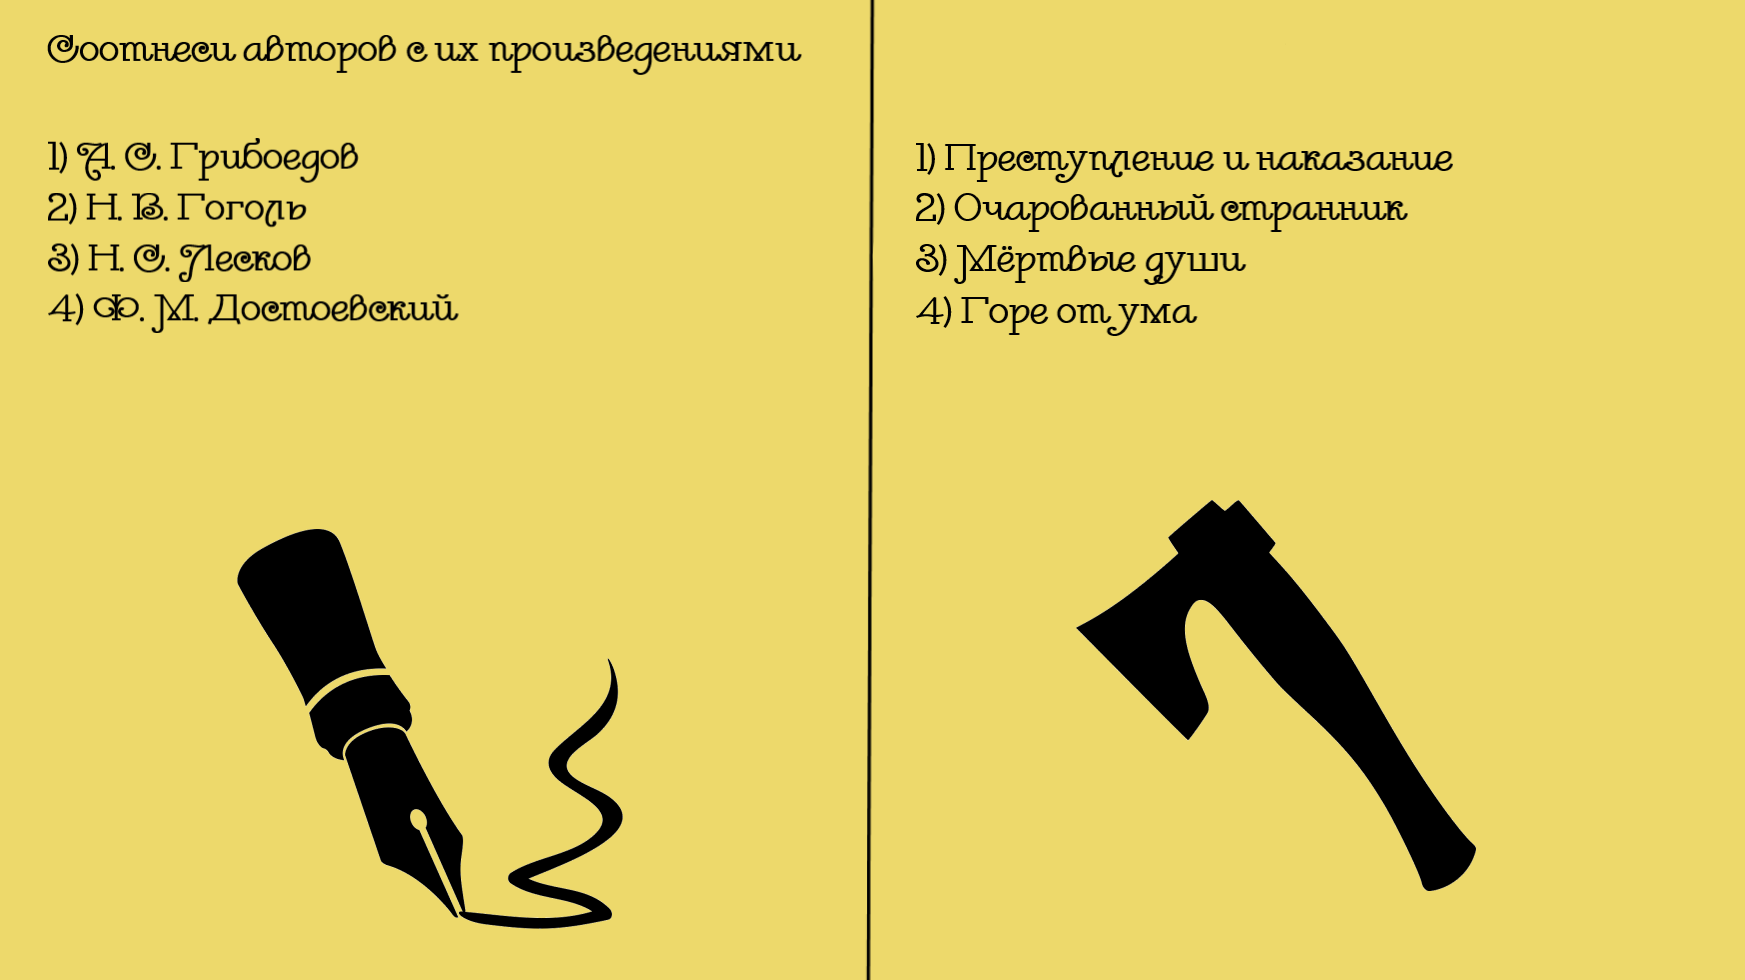 Соотнеси авторов с их произведениями
1) А. С. Грибоедов
2) Н. В. Гоголь
3) Н. С. Лесков
4) Ф. М. Достоевский
1) Преступление и наказание
2) Очарованный странник
3) Мёртвые души
4) Горе от ума